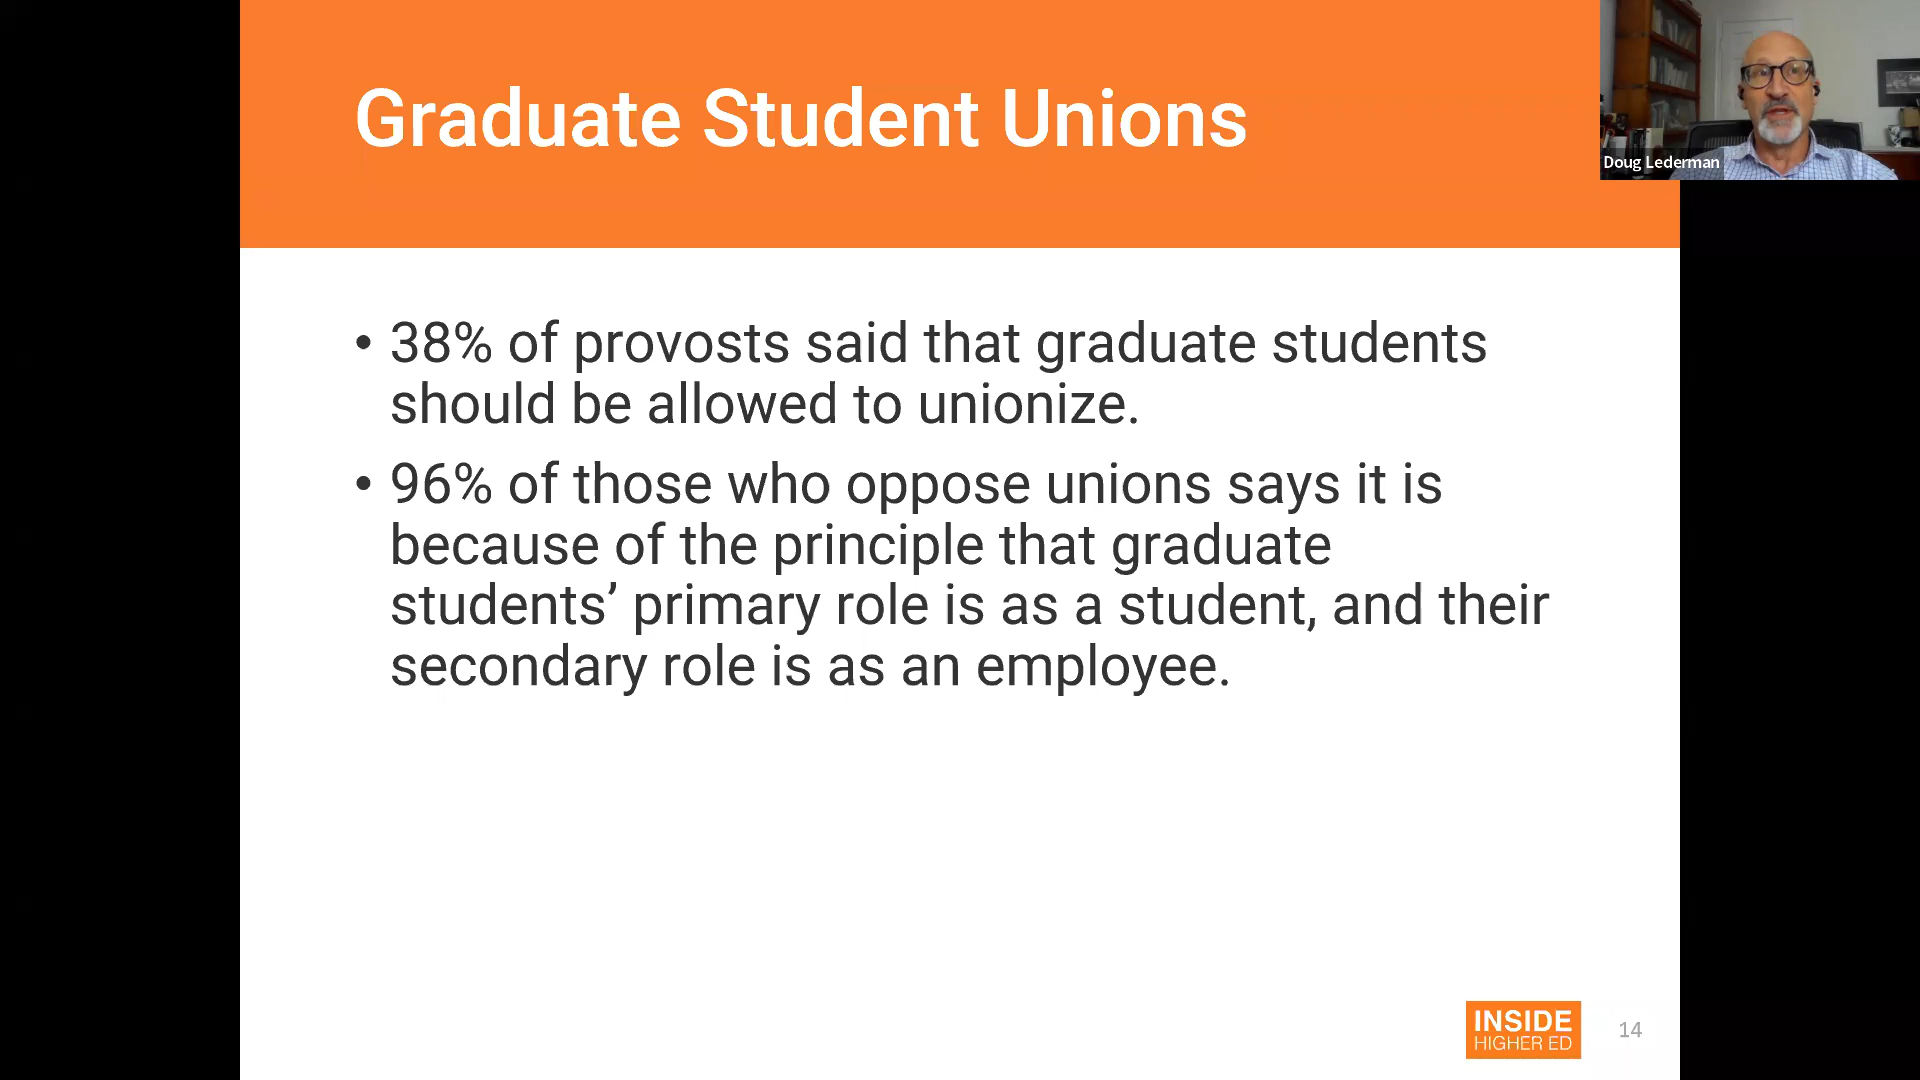 Graduate Student Unions
Doug Lederman
• 38% of provosts said that graduate students
should be allowed to unionize.
• 96% of those who oppose unions says it is
because of the principle that graduate
students’ primary role is as a student, and their
secondary role is as an employee.
INSIDE
HIGHER ED
14